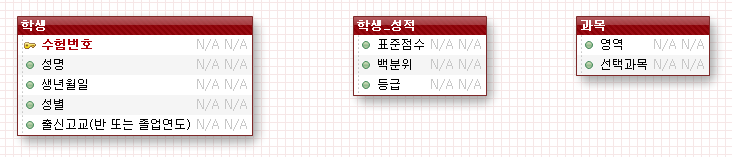 학생
수험번호 N/A N/A
성명 N/A N/A
생년월일 N/A N/A
성별 N/A N/A
출신고교(반 또는 졸업연도) N/A N/A
학생_성적
표준점수 N/A N/A
백분위 N/A N/A
등급 N/A N/A
과목
영역 N/A N/A
선택과목 N/A N/A